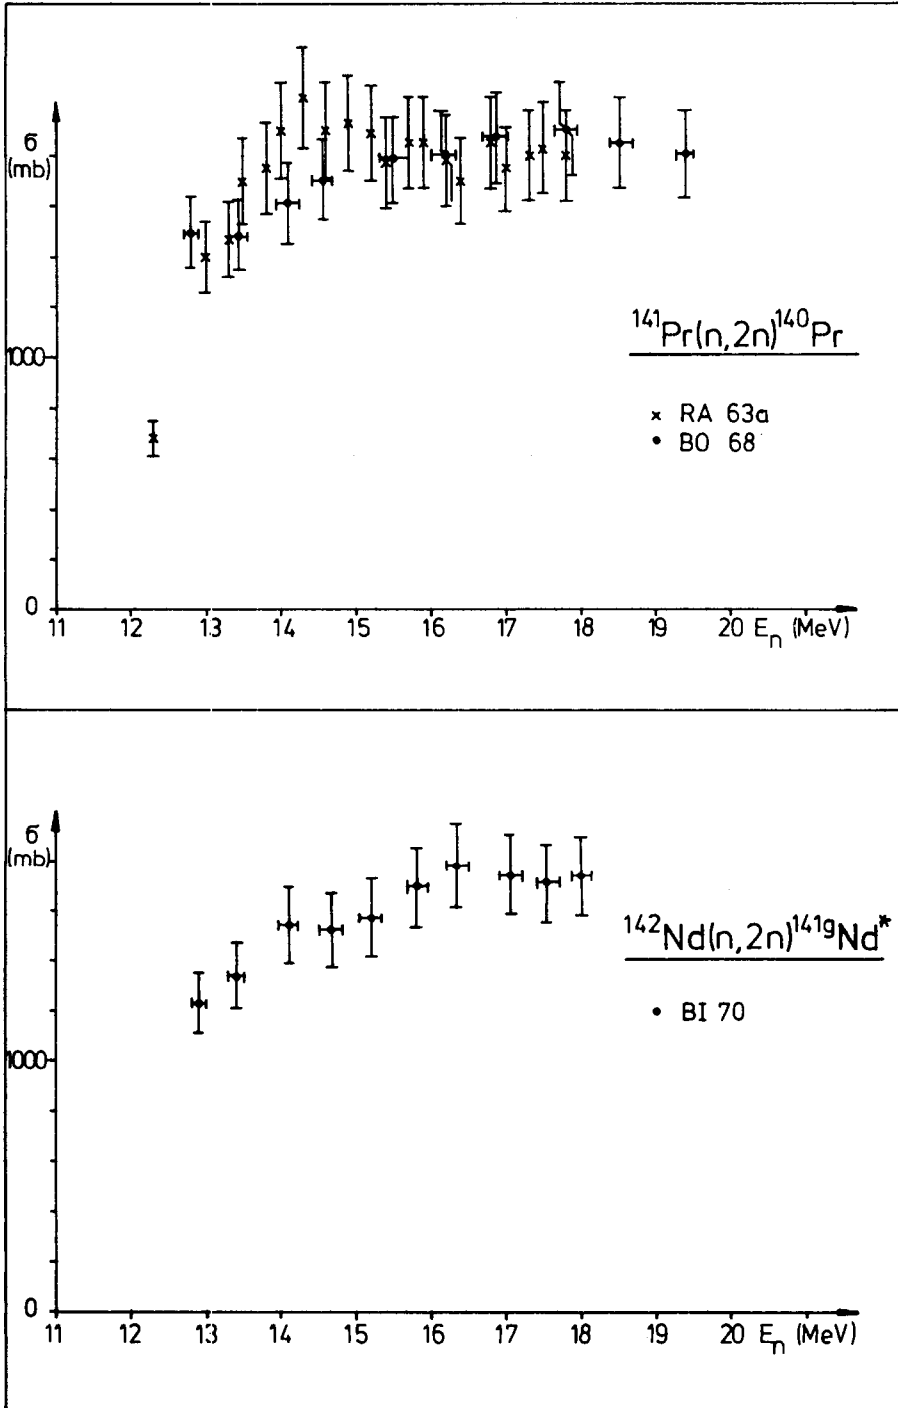 σ
(mb)
¹⁴¹Pr(n,2n)¹⁴⁰Pr
1000
× RA 63a
• BO 68
0
11 12 13 14 15 16 17 18 19 20 Eₙ (MeV)
σ
(mb)
¹⁴²Nd(n,2n)¹⁴¹ᵍNd*
• BI 70
1000
0
11 12 13 14 15 16 17 18 19 20 Eₙ (MeV)